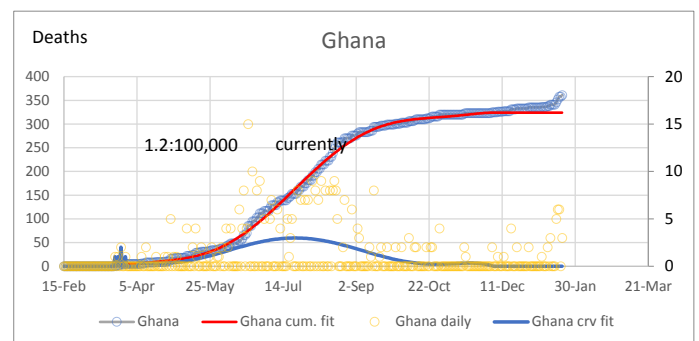 Deaths
Ghana
400
350
300
250
200
150
100
50
0
20
15
10
5
0
1.2:100,000 currently
15-Feb 5-Apr 25-May 14-Jul 2-Sep 22-Oct 11-Dec 30-Jan 21-Mar
Ghana Ghana cum. fit Ghana daily Ghana crv fit